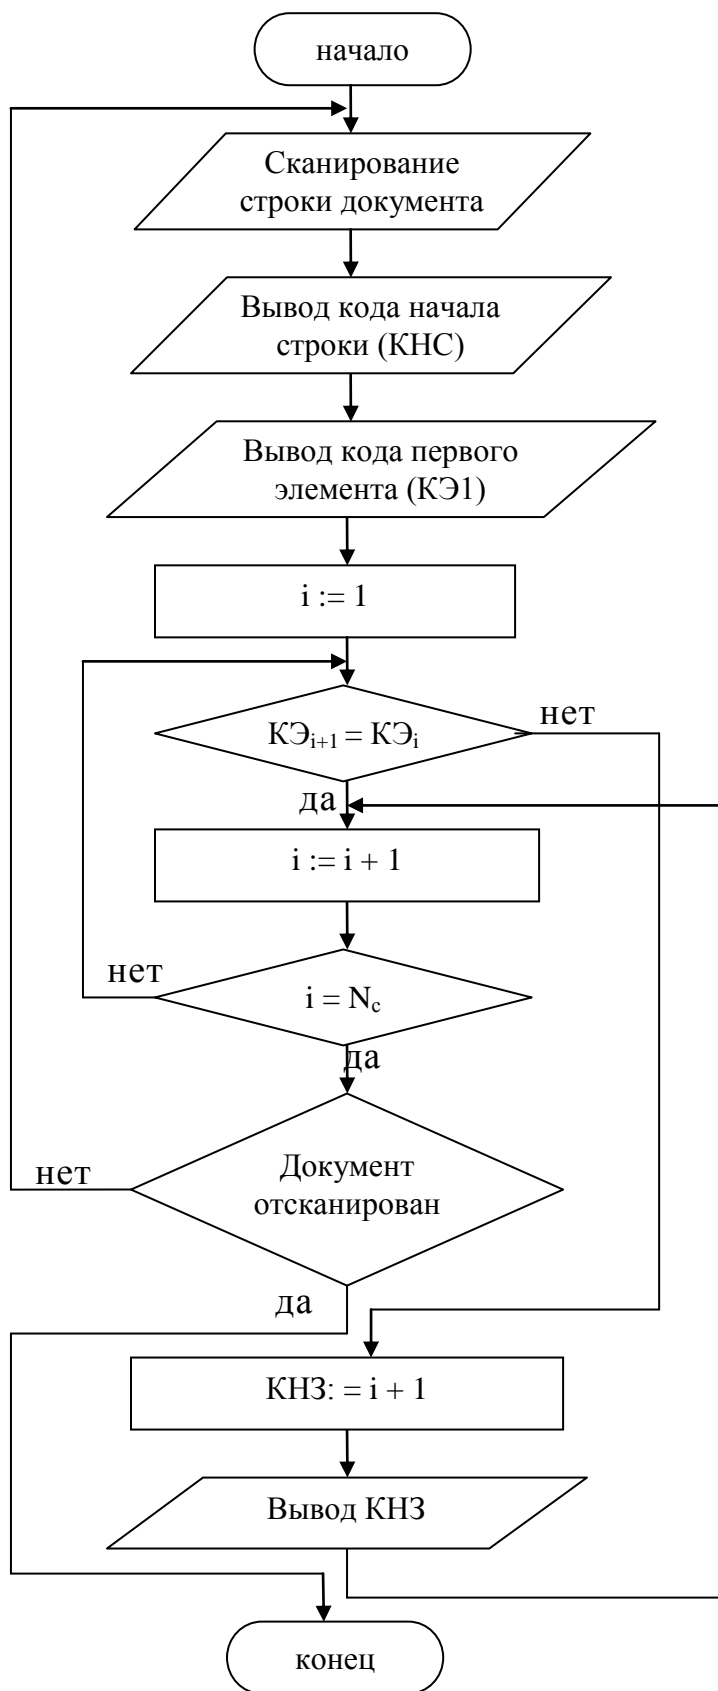 начало
Сканирование
строки документа
Вывод кода начала
строки (КНС)
Вывод кода первого
элемента (КЭ1)
i := 1
КЭi+1 = КЭi
нет
да
i := i + 1
нет
i = Nc
да
Документ
отсканирован
нет
да
КНЗ: = i + 1
Вывод КНЗ
конец